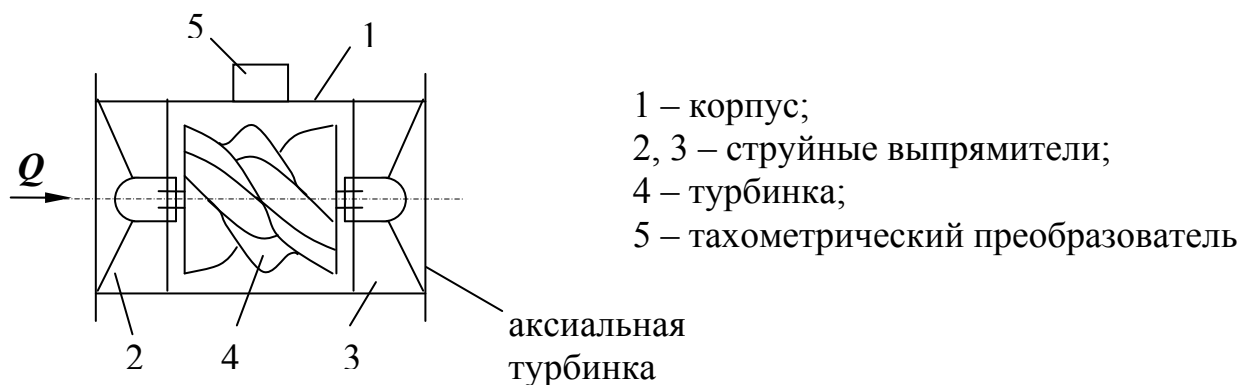 5
1
Q
1 – корпус;
2, 3 – струйные выпрямители;
4 – турбинка;
5 – тахометрический преобразователь
2
4
3
аксиальная
турбинка